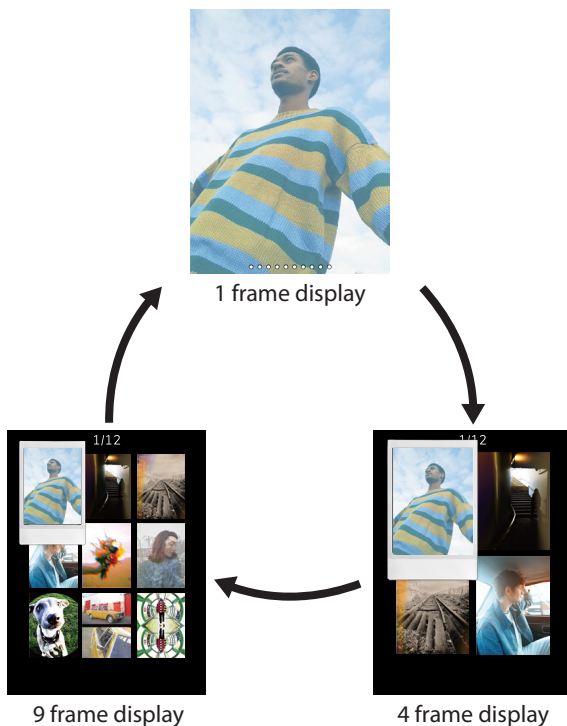 1 frame display
1/12
1/12
9 frame display
4 frame display